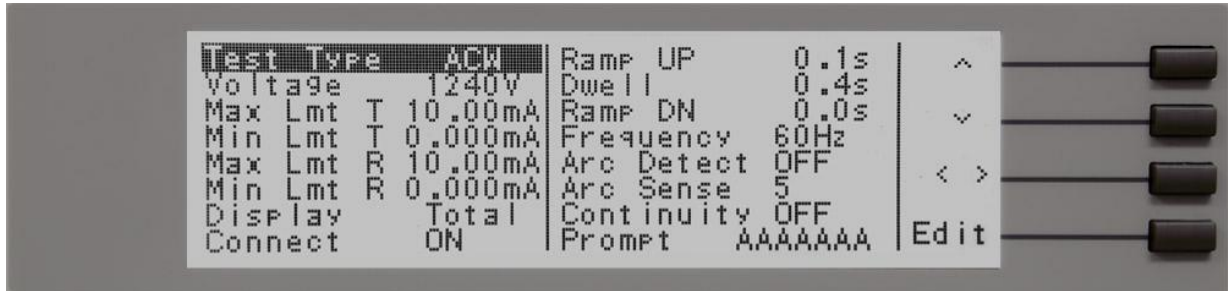 Test Type ACW
Voltage 1240V
Max Lmt T 10.00mA
Min Lmt T 0.000mA
Max Lmt R 10.00mA
Min Lmt R 0.000mA
Display Total
Connect ON
Ramp UP 0.1s
Dwell 0.4s
Ramp DN 0.0s
Frequency 60Hz
Arc Detect OFF
Arc Sense 5
Continuity OFF
Prompt AAAAAAA
^
⌄
< >
Edit